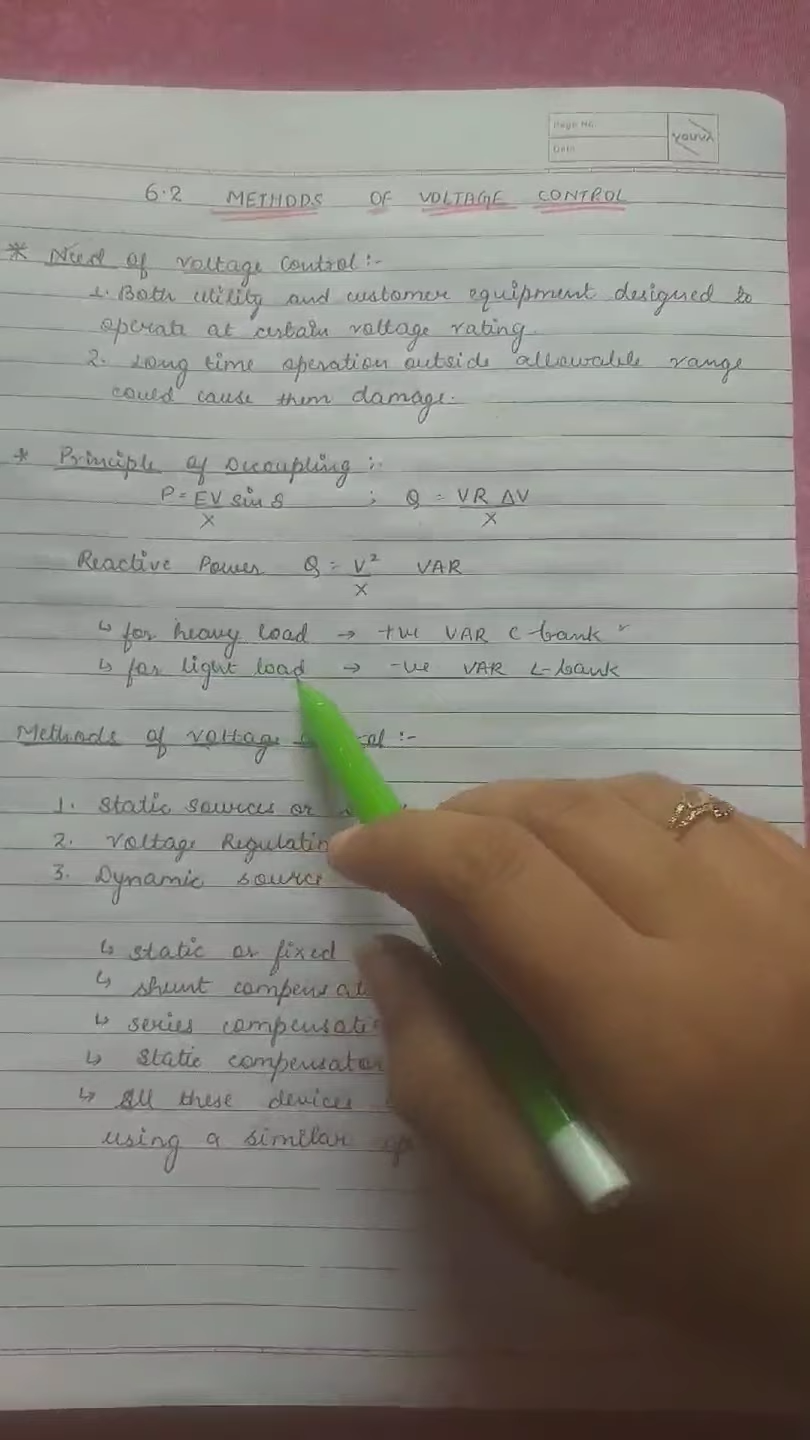 Page No.
Date
youva
6.2 METHODS OF VOLTAGE CONTROL
* Need of voltage control :-
1. Both utility and customer equipment designed to
operate at certain voltage rating.
2. Long time operation outside allowable range
could cause them damage.
* Principle of Decoupling :-
P = EV sin δ / X ; Q = VR ΔV / X
Reactive Power Q = V² / X VAR
↳ for heavy load → +ve VAR C-bank
↳ for light load → -ve VAR L-bank
Methods of voltage :-
1. Static sources or
2. Voltage
3. Dynamic
↳ static or fixed
↳ shunt
↳ series
↳ static compensator
↳ all these devices
using a similar